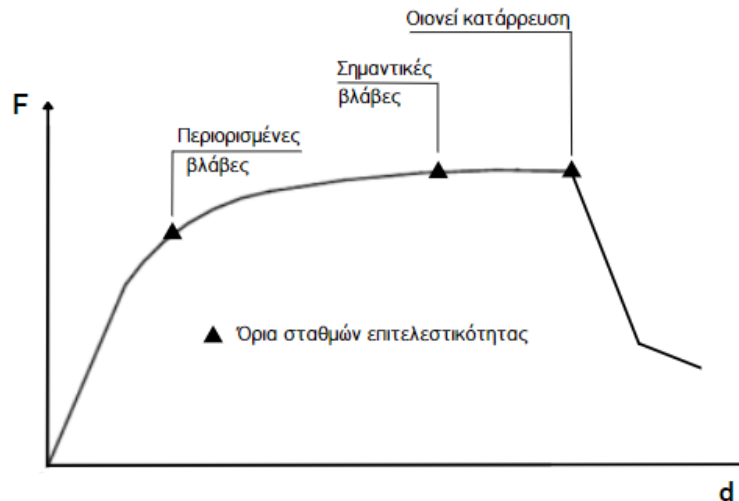 Οιονεί κατάρρευση
Σημαντικές
βλάβες
F
Περιορισμένες
βλάβες
Όρια σταθμών επιτελεστικότητας
d